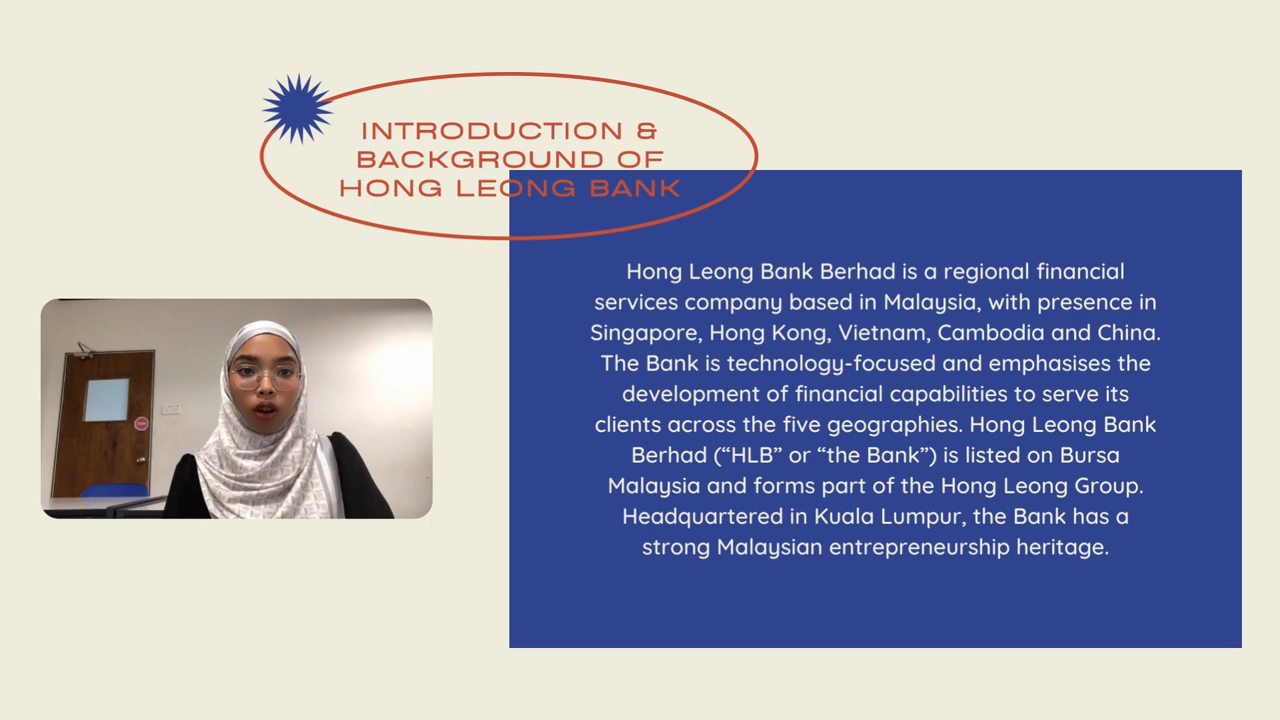 INTRODUCTION &
BACKGROUND OF
HONG LEONG BANK
Hong Leong Bank Berhad is a regional financial
services company based in Malaysia, with presence in
Singapore, Hong Kong, Vietnam, Cambodia and China.
The Bank is technology-focused and emphasises the
development of financial capabilities to serve its
clients across the five geographies. Hong Leong Bank
Berhad (“HLB” or “the Bank”) is listed on Bursa
Malaysia and forms part of the Hong Leong Group.
Headquartered in Kuala Lumpur, the Bank has a
strong Malaysian entrepreneurship heritage.